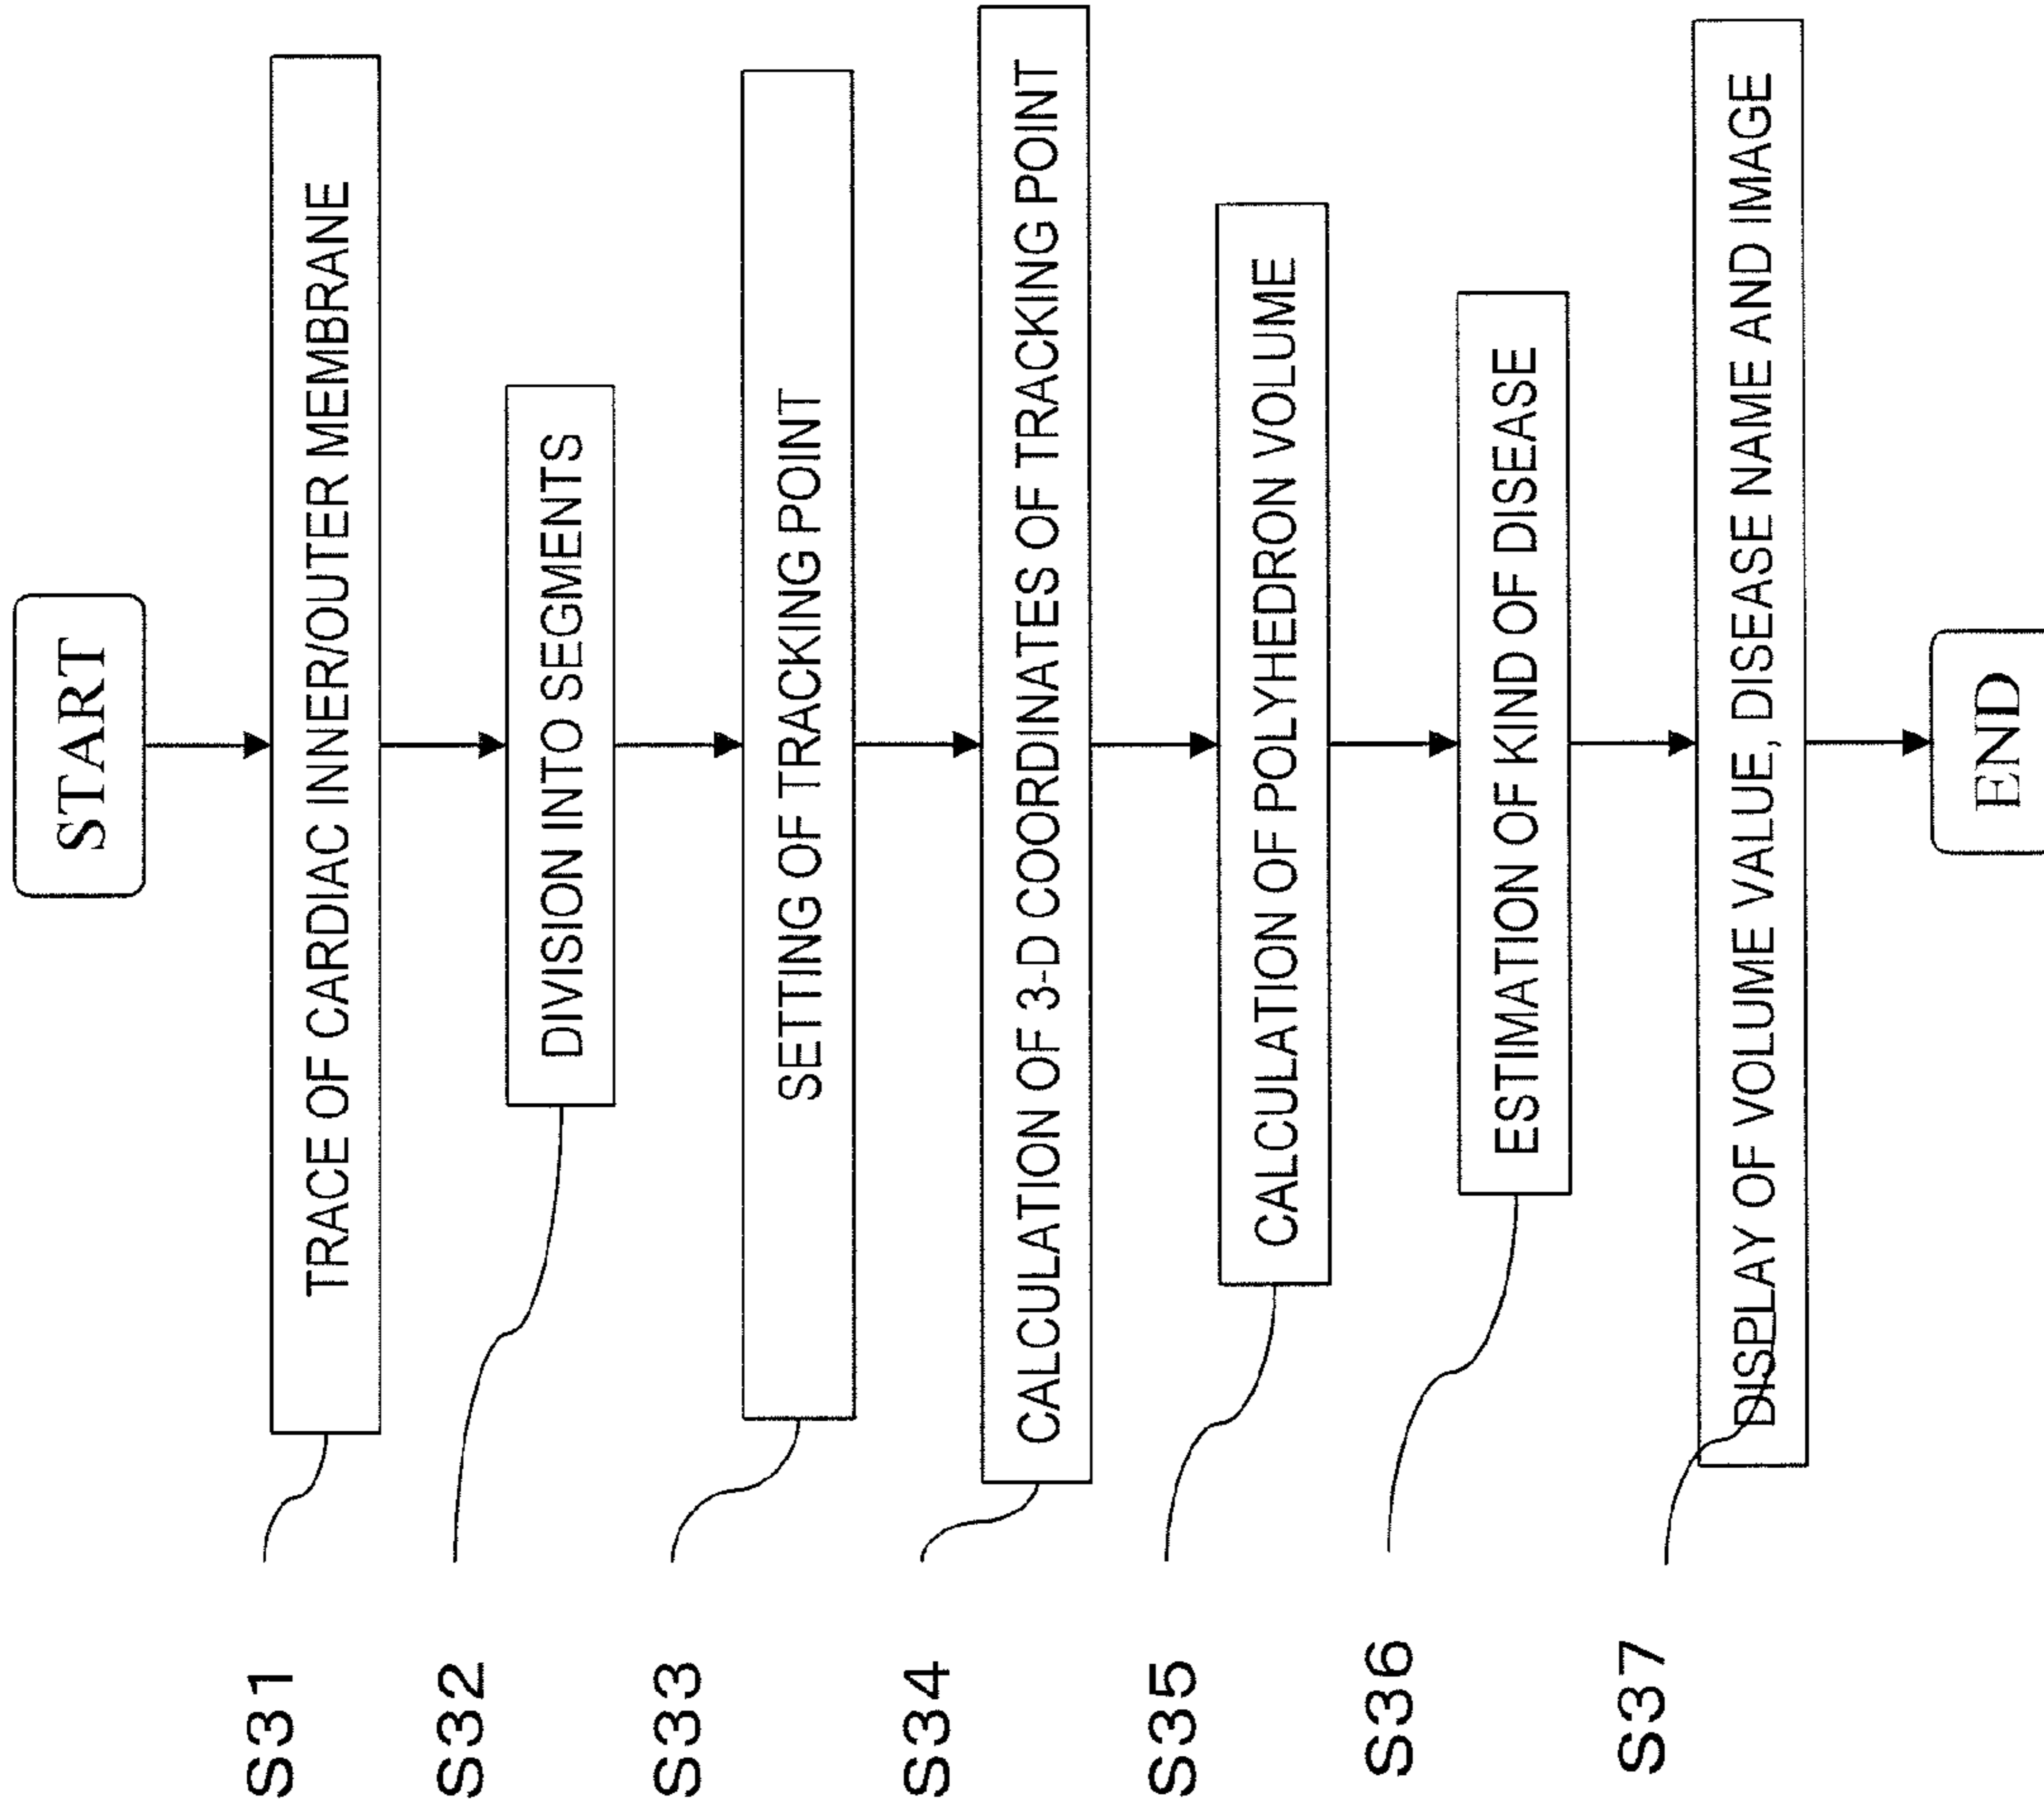 START
S31
TRACE OF CARDIAC INNER/OUTER MEMBRANE
S32
DIVISION INTO SEGMENTS
S33
SETTING OF TRACKING POINT
S34
CALCULATION OF 3-D COORDINATES OF TRACKING POINT
S35
CALCULATION OF POLYHEDRON VOLUME
S36
ESTIMATION OF KIND OF DISEASE
S37
DISPLAY OF VOLUME VALUE, DISEASE NAME AND IMAGE
END